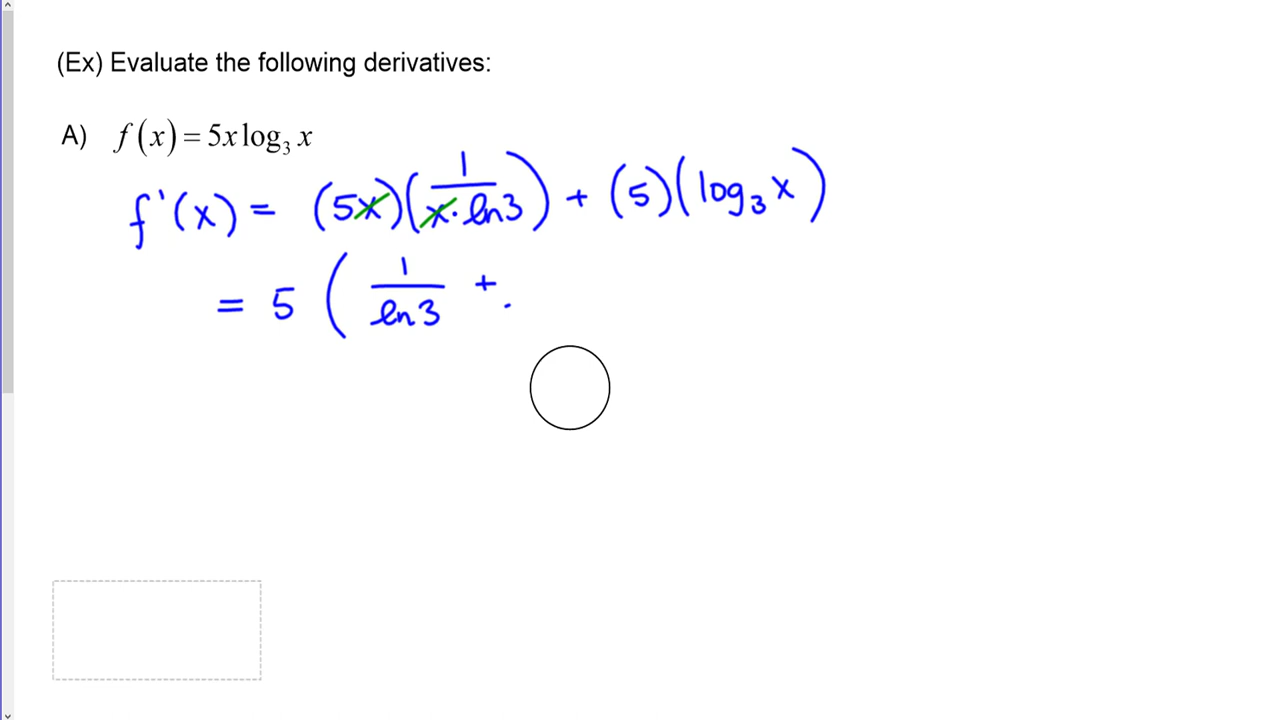 (Ex) Evaluate the following derivatives:
A) f(x) = 5x log₃ x
f'(x) = (5x)(1/(x · ln3)) + (5)(log₃ x)
= 5 ( 1/ln3 + .